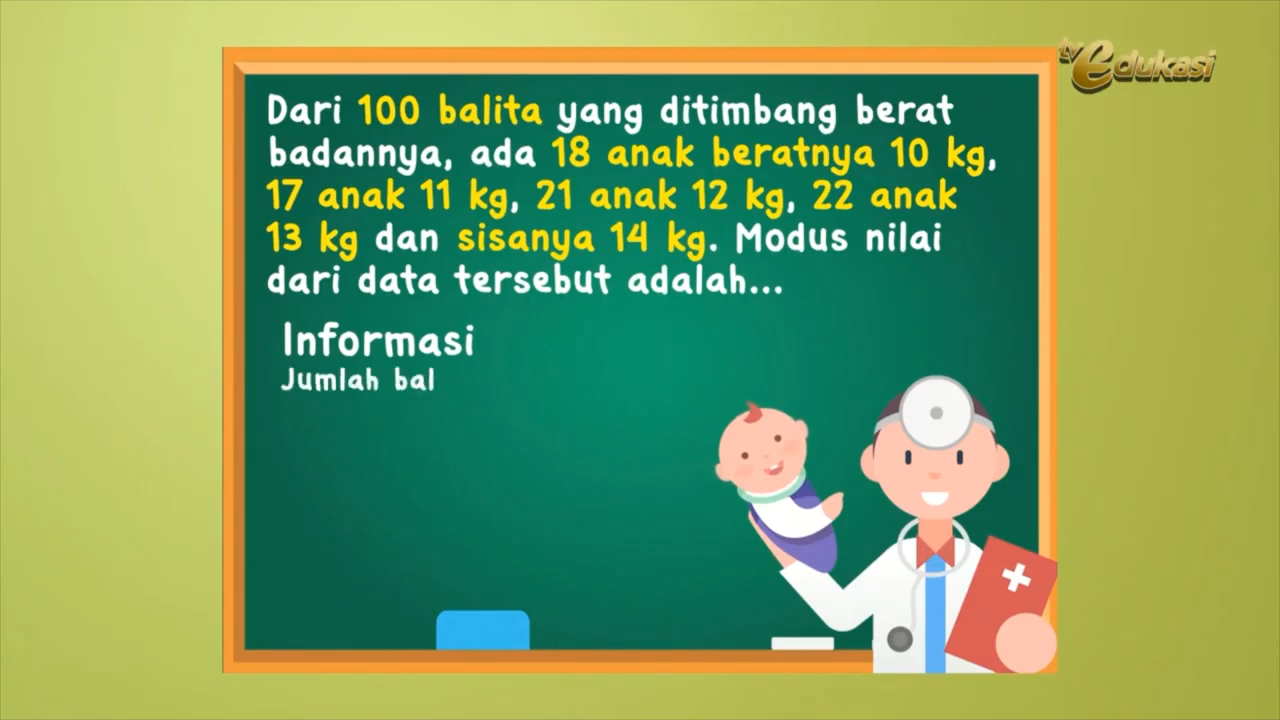 tv edukasi
Dari 100 balita yang ditimbang berat
badannya, ada 18 anak beratnya 10 kg,
17 anak 11 kg, 21 anak 12 kg, 22 anak
13 kg dan sisanya 14 kg. Modus nilai
dari data tersebut adalah...
Informasi
Jumlah bal